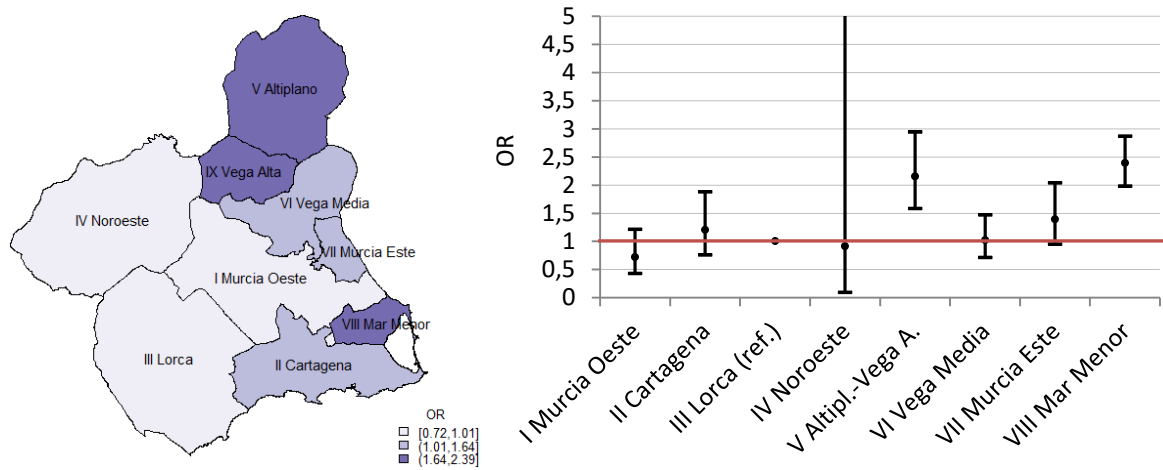 V Altiplano
IX Vega Alta
VI Vega Media
IV Noroeste
VII Murcia Este
I Murcia Oeste
VIII Mar Menor
III Lorca
II Cartagena
OR
[0.72,1.01]
(1.01,1.64]
(1.64,2.39]
OR
5
4,5
4
3,5
3
2,5
2
1,5
1
0,5
0
I Murcia Oeste
II Cartagena
III Lorca (ref.)
IV Noroeste
V Altipl.-Vega A.
VI Vega Media
VII Murcia Este
VIII Mar Menor